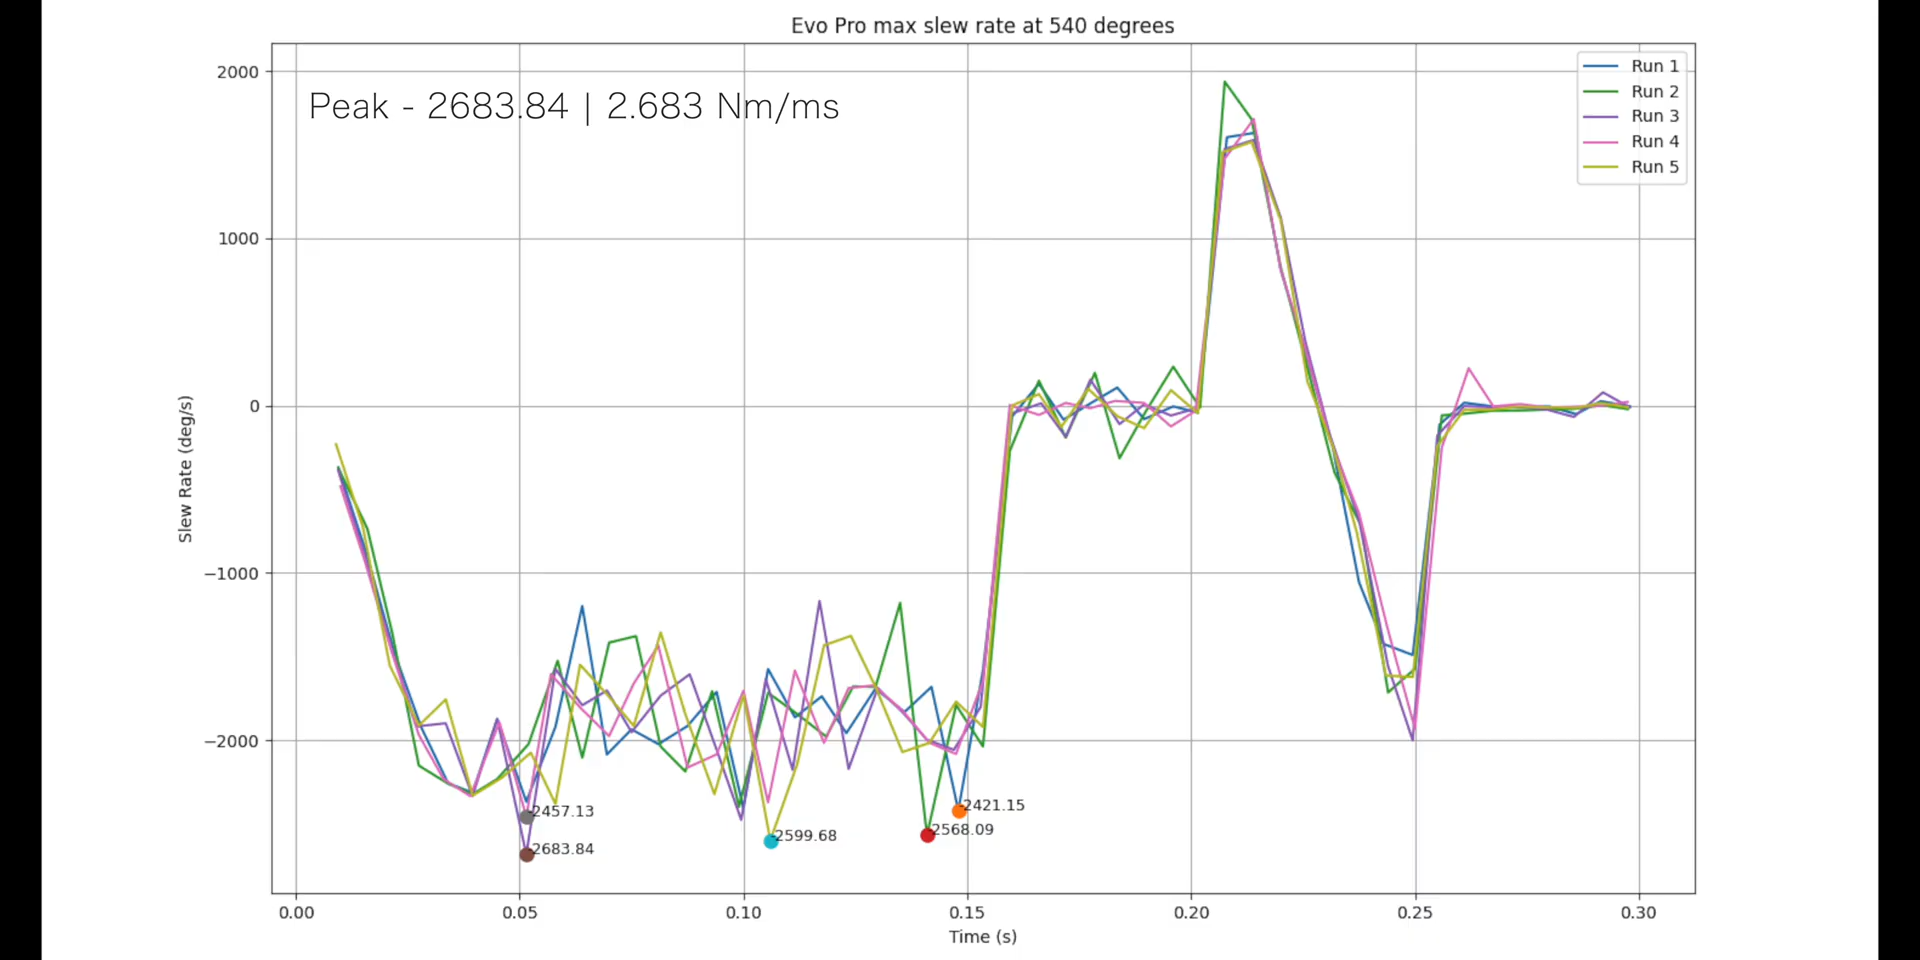 Evo Pro max slew rate at 540 degrees
Peak - 2683.84 | 2.683 Nm/ms
Run 1
Run 2
Run 3
Run 4
Run 5
Slew Rate (deg/s)
2000
1000
0
−1000
−2000
-2457.13
-2683.84
-2599.68
-2568.09
-2421.15
0.00 0.05 0.10 0.15 0.20 0.25 0.30
Time (s)